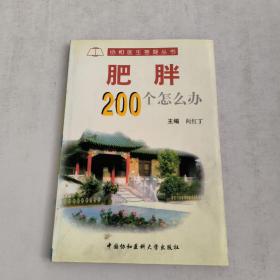 协和医生答疑丛书
肥胖
200个怎么办
主编 向红丁
中国协和医科大学出版社